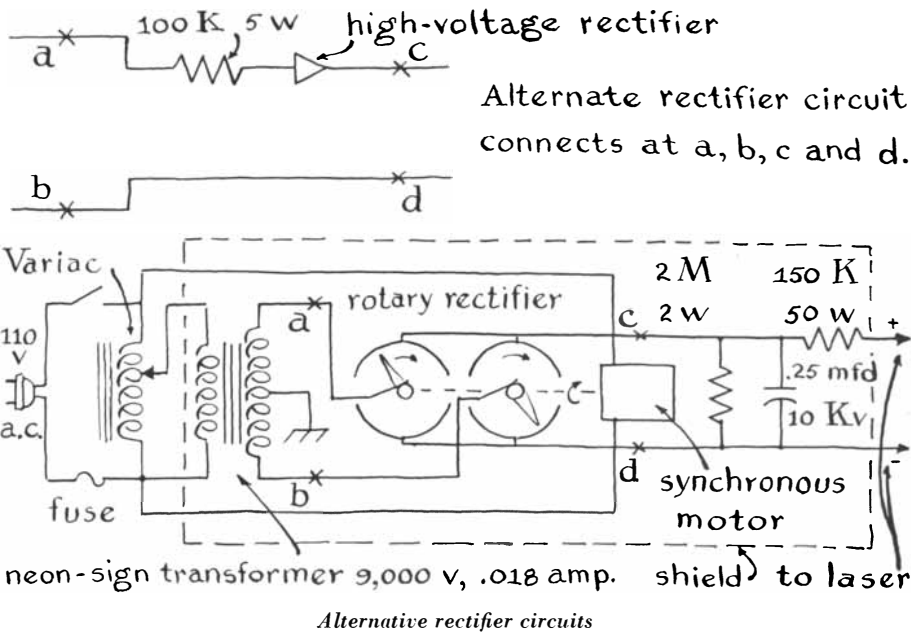 100 K 5 W high-voltage rectifier
a c
Alternate rectifier circuit
connects at a, b, c and d.
b d
Variac
2 M 150 K
a rotary rectifier c 2 W 50 W +
110
v
a.c.
.25 mfd
10 Kv
b d -
fuse synchronous
motor
neon-sign transformer 9,000 v, .018 amp. shield to laser
Alternative rectifier circuits